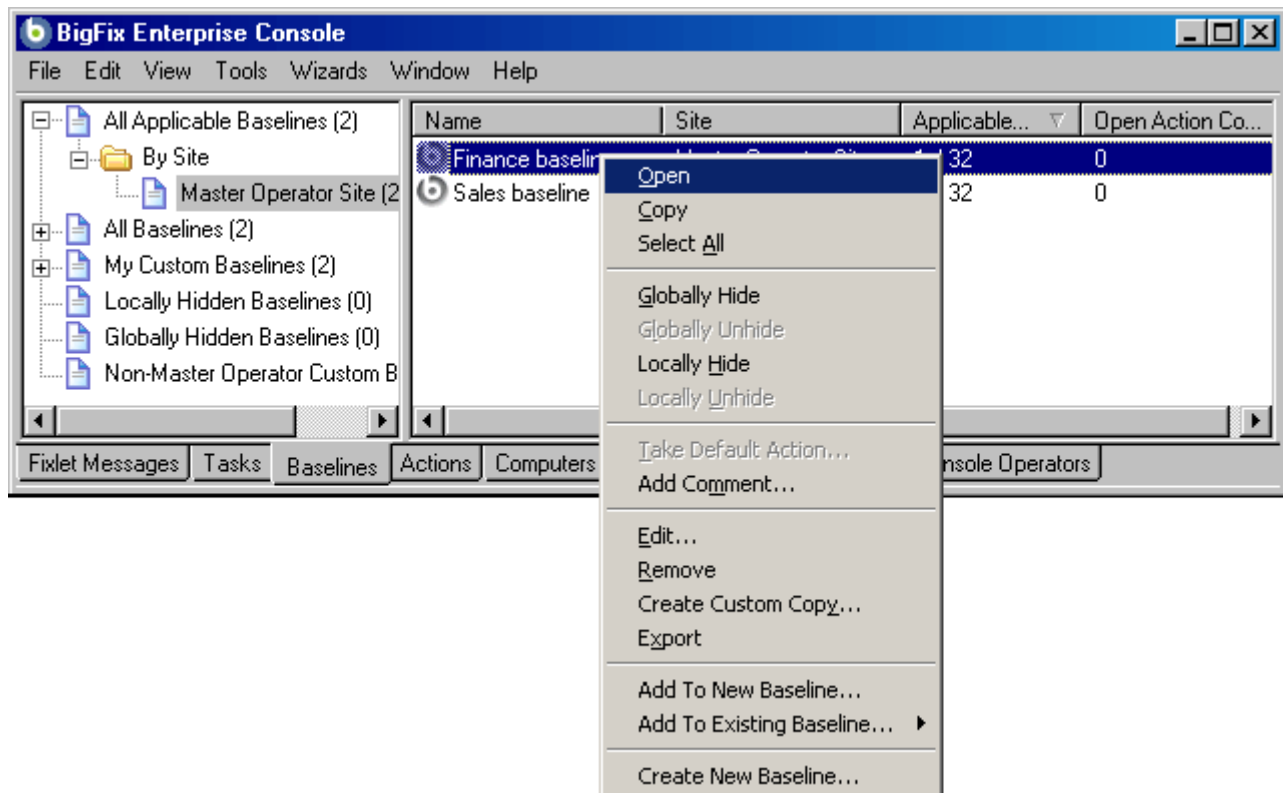 BigFix Enterprise Console
File Edit View Tools Wizards Window Help
All Applicable Baselines (2)
By Site
Master Operator Site (2
All Baselines (2)
My Custom Baselines (2)
Locally Hidden Baselines (0)
Globally Hidden Baselines (0)
Non-Master Operator Custom B
Name Site Applicable... Open Action Co...
Finance baselin 32 0
Sales baseline 32 0
Open
Copy
Select All
Globally Hide
Globally Unhide
Locally Hide
Locally Unhide
Take Default Action...
Add Comment...
Edit...
Remove
Create Custom Copy...
Export
Add To New Baseline...
Add To Existing Baseline...
Create New Baseline...
Fixlet Messages Tasks Baselines Actions Computers nsole Operators